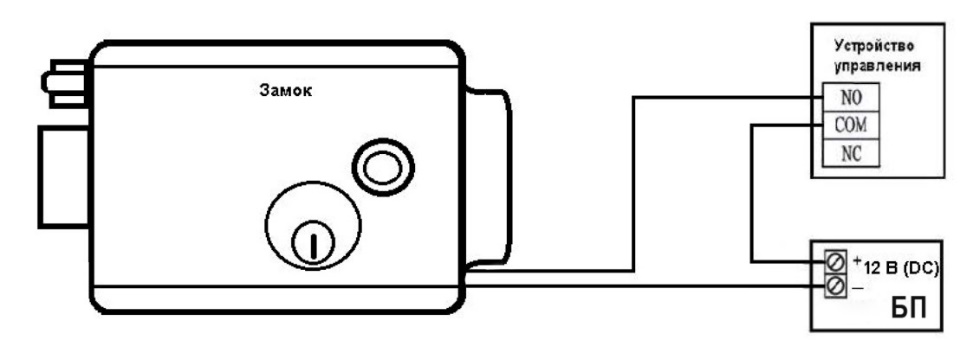 Замок
Устройство
управления
NO
COM
NC
+ 12 В (DC)
−
БП